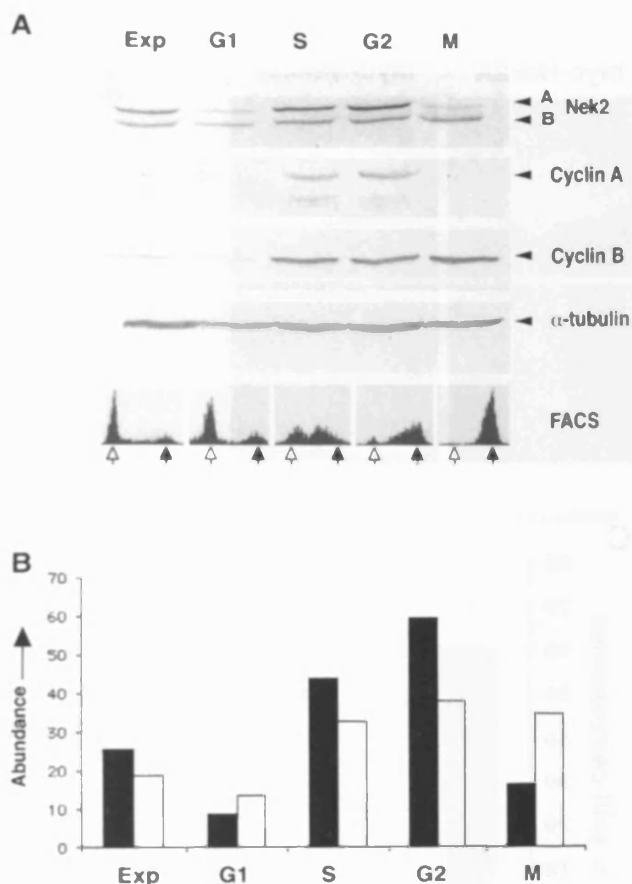 A
Exp G1 S G2 M
A
Nek2
B
Cyclin A
Cyclin B
α-tubulin
FACS
B
70
60
50
40
30
20
10
0
Abundance
Exp G1 S G2 M